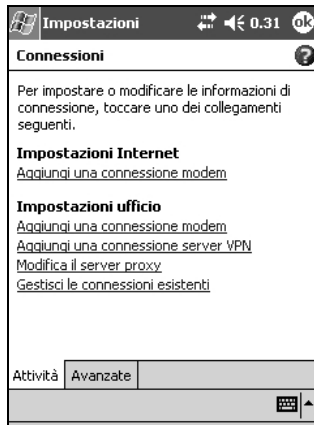 Impostazioni 0.31 ok
Connessioni ?
Per impostare o modificare le informazioni di
connessione, toccare uno dei collegamenti
seguenti.
Impostazioni Internet
Aggiungi una connessione modem
Impostazioni ufficio
Aggiungi una connessione modem
Aggiungi una connessione server VPN
Modifica il server proxy
Gestisci le connessioni esistenti
Attività Avanzate